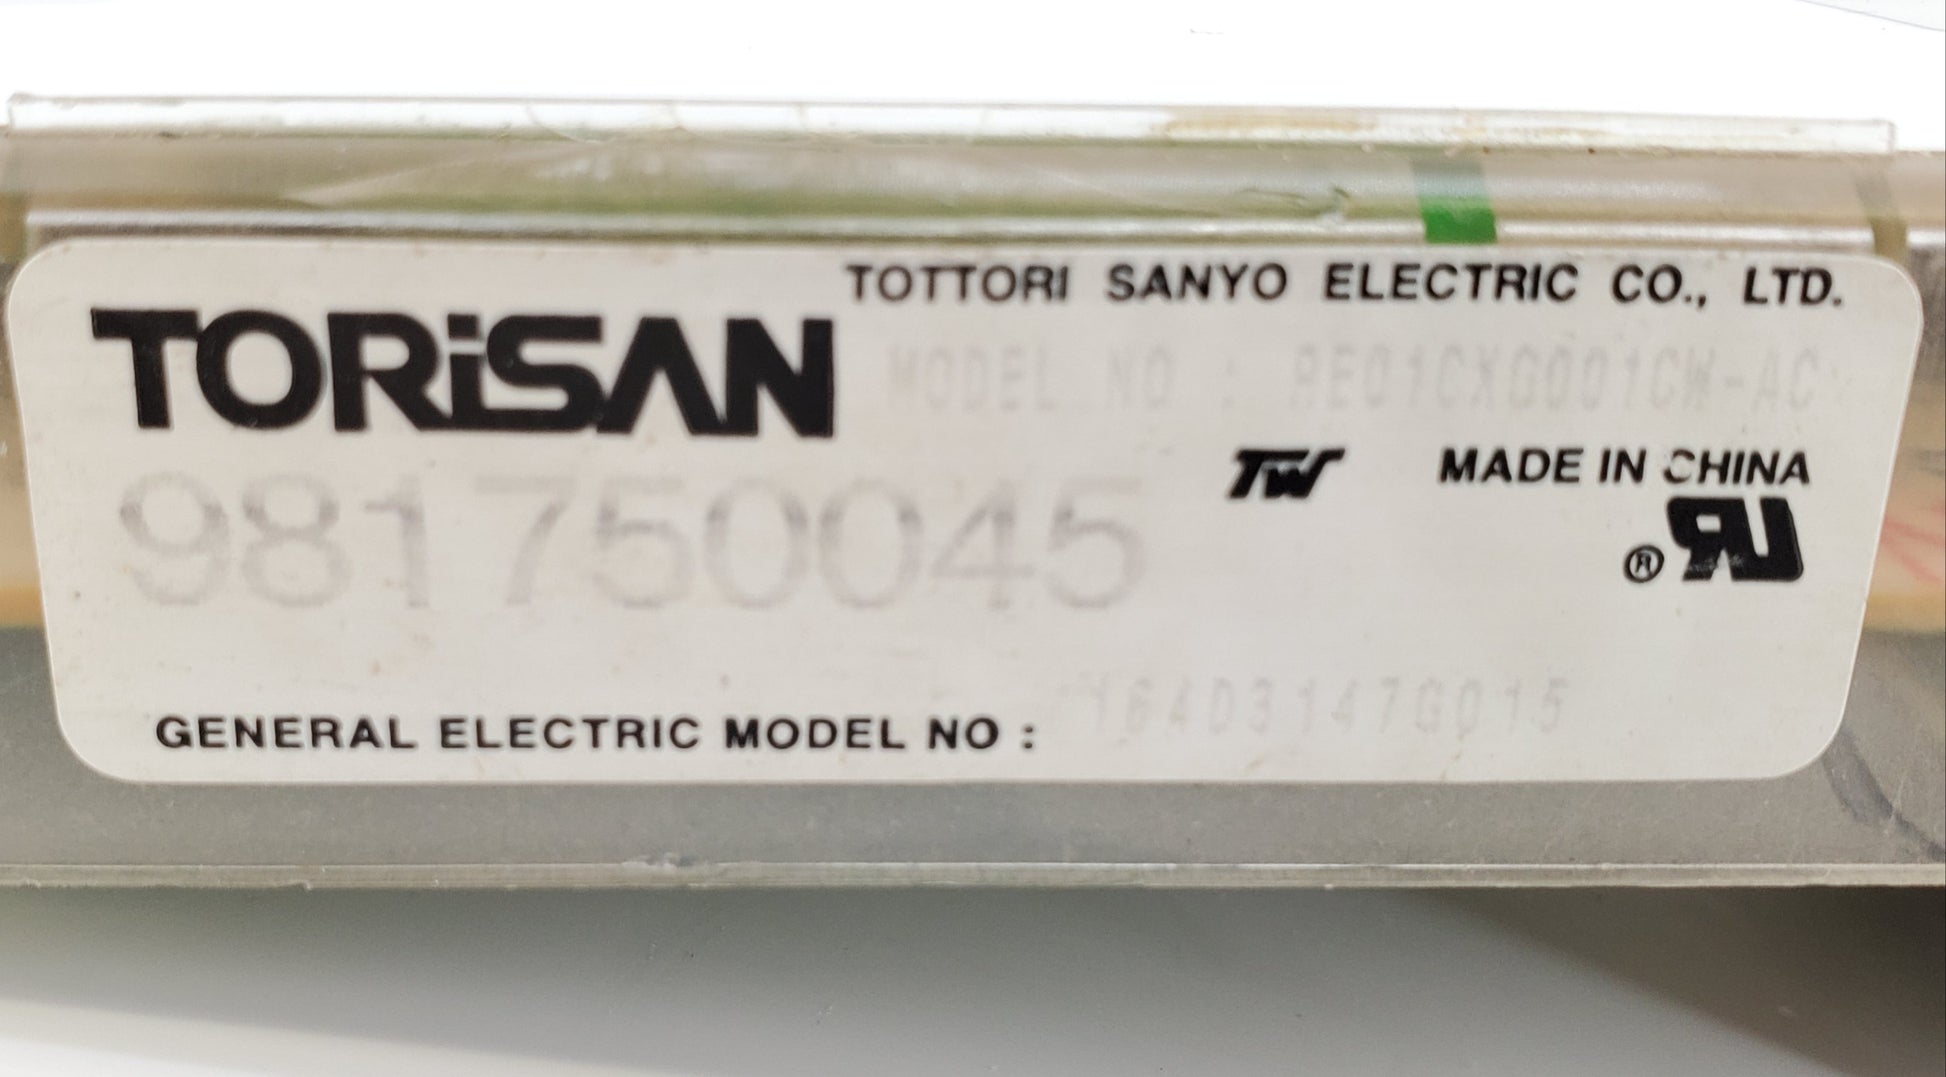 TOTTORI SANYO ELECTRIC CO., LTD.
TORiSAN
MODEL NO : RE01CXG001CW-AC
TW MADE IN CHINA
981750045
®
GENERAL ELECTRIC MODEL NO : 164D3147G015